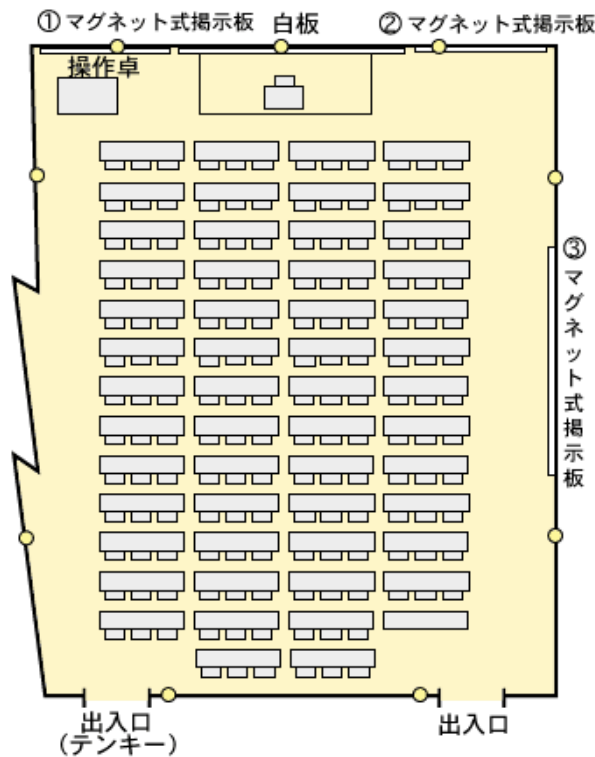 ① マグネット式掲示板
白板
② マグネット式掲示板
操作卓
③マグネット式掲示板
出入口
(テンキー)
出入口